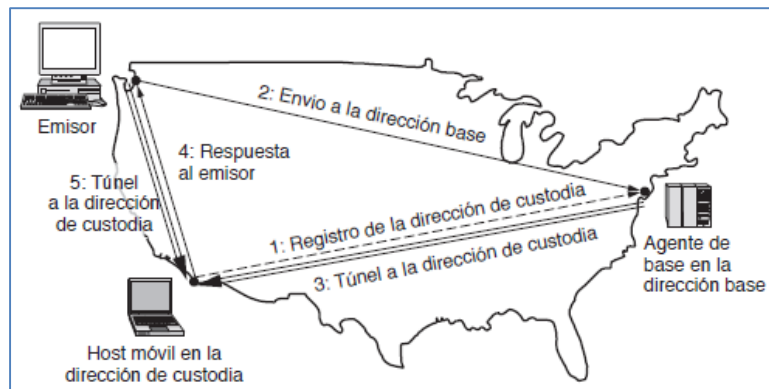 Emisor
2: Envio a la dirección base
4: Respuesta
al emisor
5: Túnel
a la dirección
de custodia
1: Registro de la dirección de custodia
3: Túnel a la dirección de custodia
Agente de
base en la
dirección base
Host móvil en la
dirección de custodia